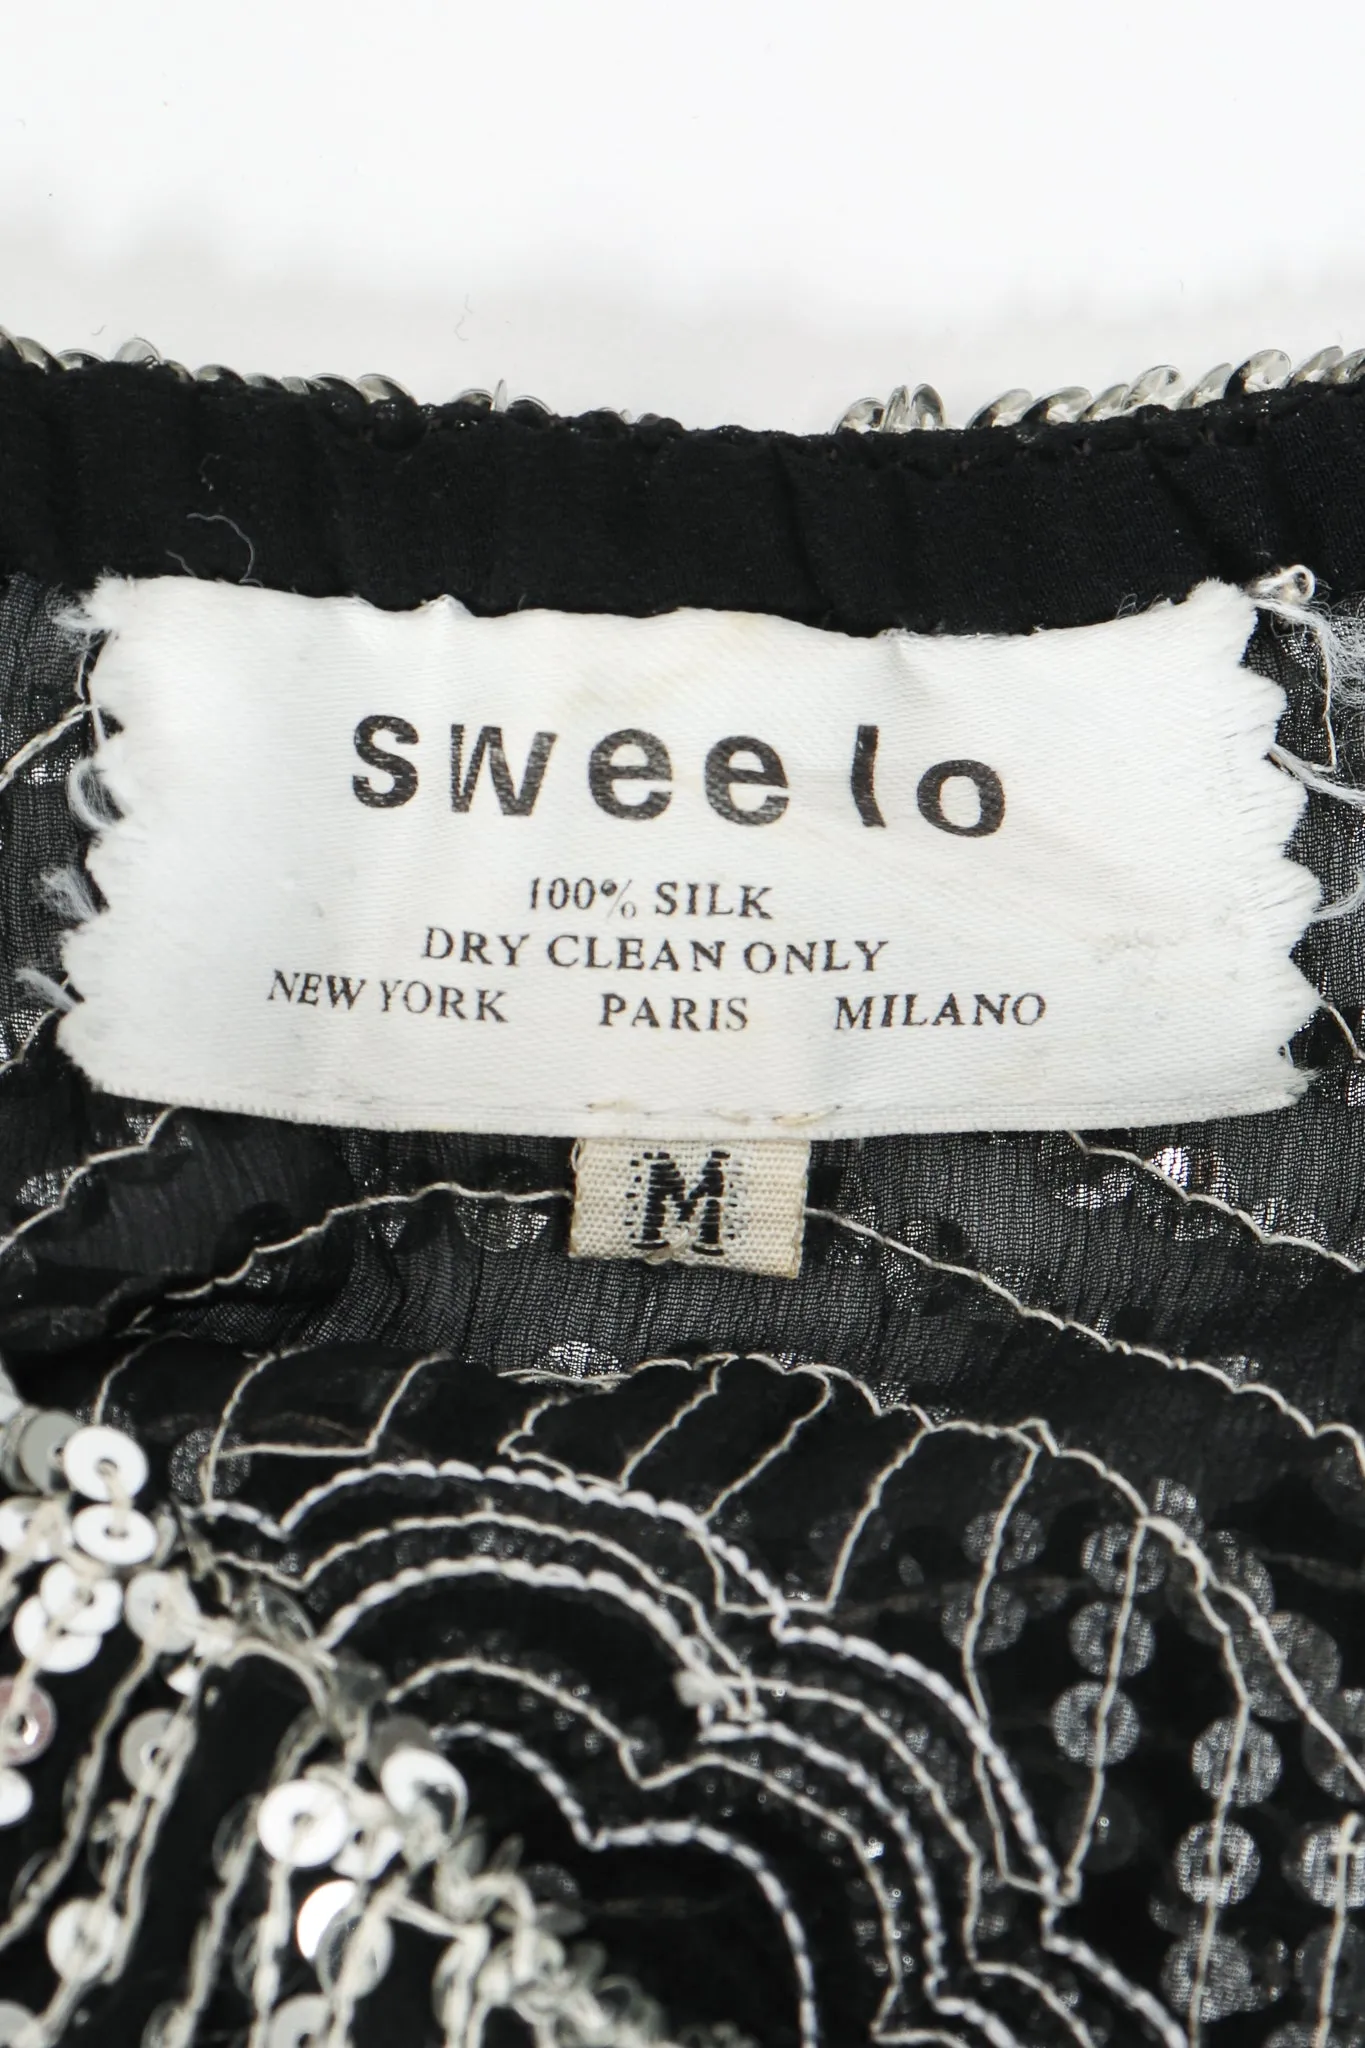 sweelo
100% SILK
DRY CLEAN ONLY
NEW YORK PARIS MILANO
M